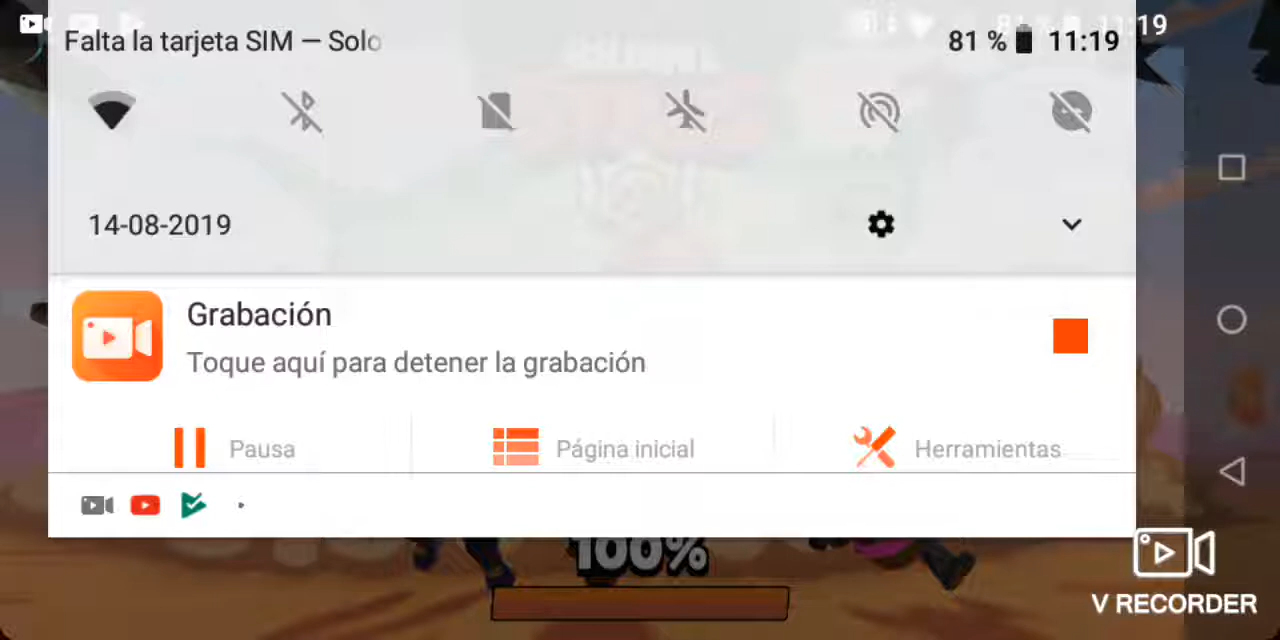 Falta la tarjeta SIM — Solo
81 % 11:19
14-08-2019
Grabación
Toque aquí para detener la grabación
Pausa
Página inicial
Herramientas
100%
V RECORDER